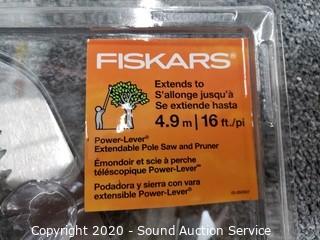 FISKARS®
Extends to
S'allonge jusqu'à
Se extiende hasta
4.9 m | 16 ft./pi
Power-Lever®
Extendable Pole Saw and Pruner
Émondoir et scie à perche
téléscopique Power-Lever®
Podadora y sierra con vara
extensible Power-Lever®
Copyright 2020 - Sound Auction Service